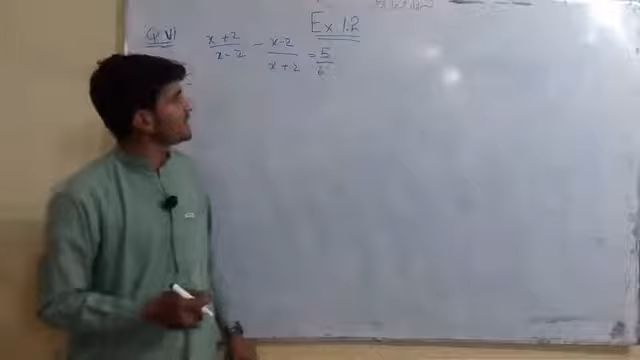 Ex 1.2
Q VI x+2/x-2 - x-2/x+2 = 5/6